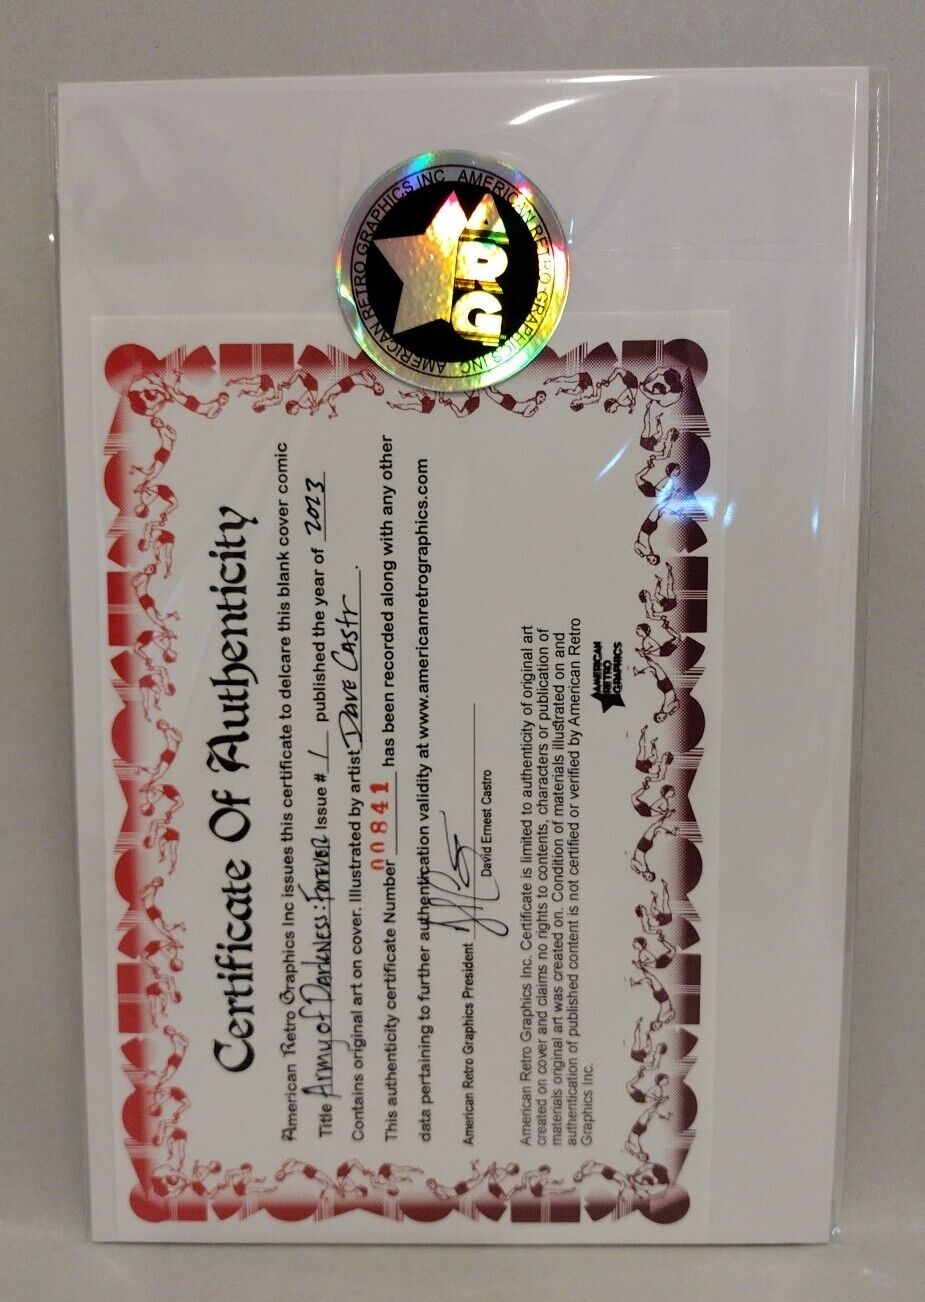 AMERICAN RETRO GRAPHICS INC AMERICAN RETRO GRAPHICS INC
ARG
Certificate Of Authenticity
American Retro Graphics Inc issues this certificate to delcare this blank cover comic
Title Army of Darkness: Forever Issue # 1 published the year of 2023
Contains original art on cover. Illustrated by artist Dave Castr.
This authenticity certificate Number 00841 has been recorded along with any other
data pertaining to further authentication validity at www.americanretrographics.com
American Retro Graphics President
David Ernest Castro
American Retro Graphics Inc. Certificate is limited to authenticity of original art
created on cover and claims no rights to contents, characters or publication of
materials original art was created on. Condition of materials illustrated on and
authentication of published content is not certified or verified by American Retro
Graphics Inc.
AMERICAN
RETRO
GRAPHICS